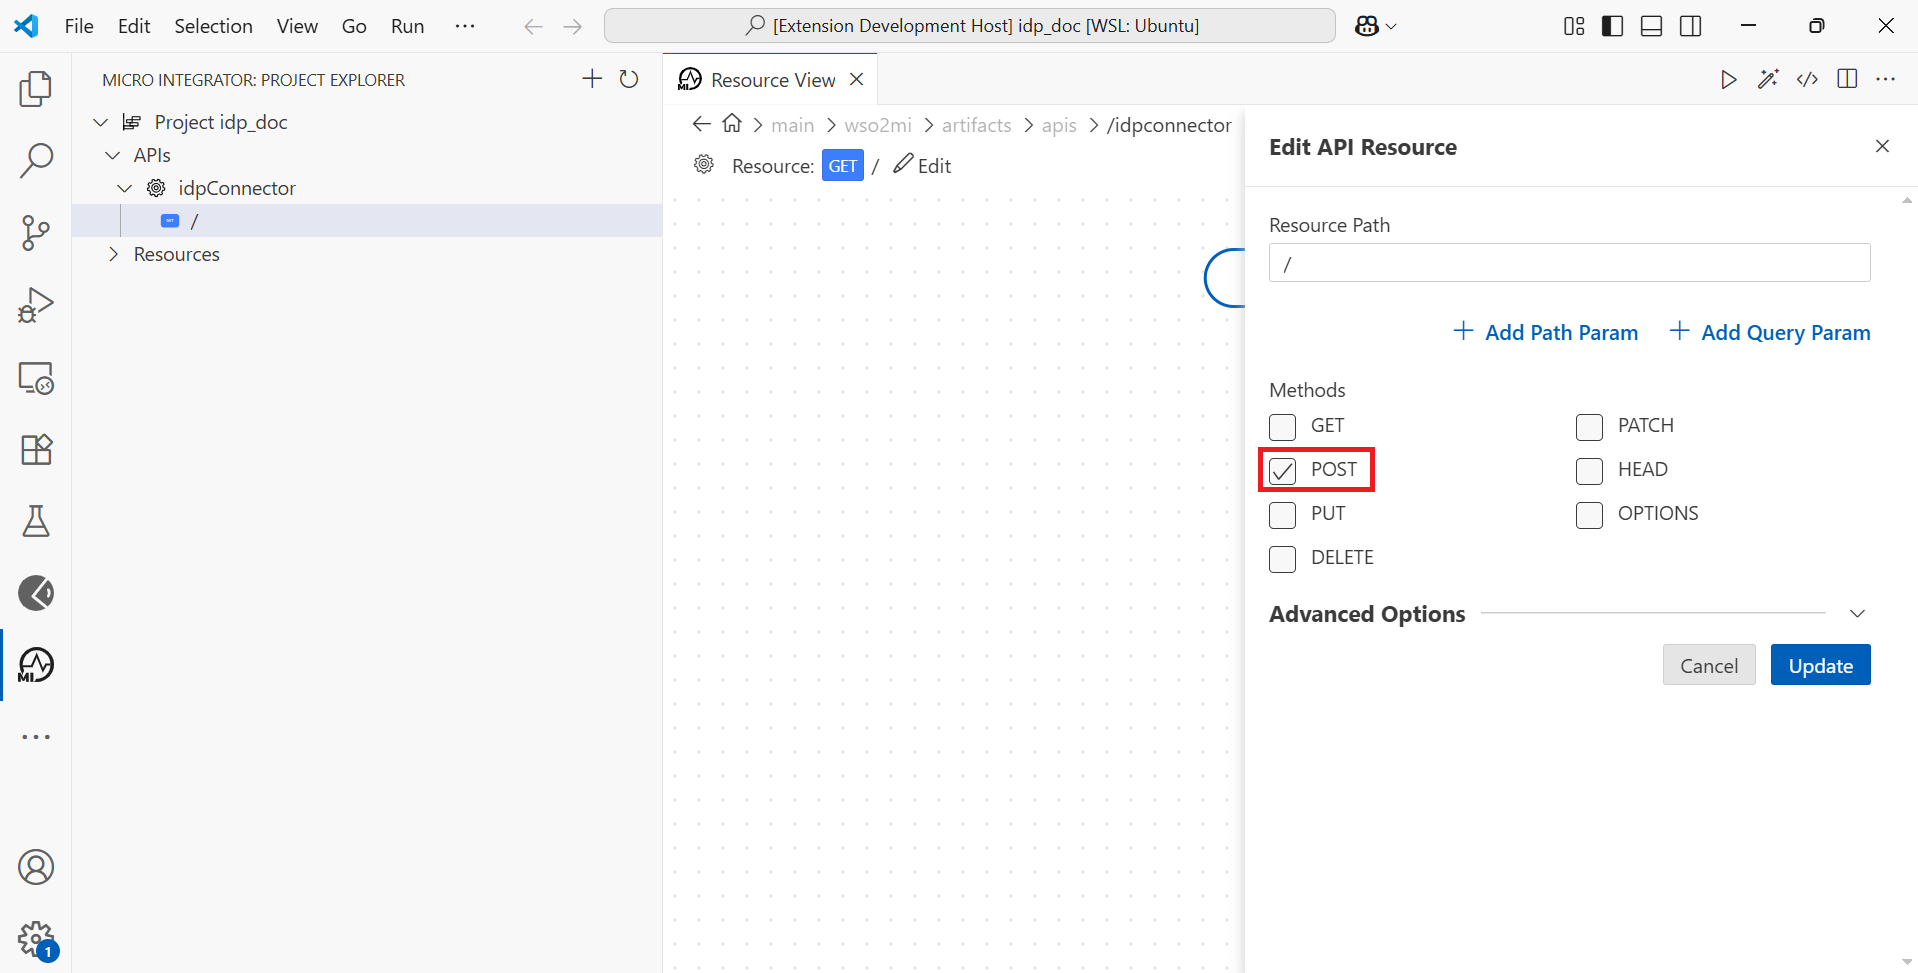 File Edit Selection View Go Run ··· [Extension Development Host] idp_doc [WSL: Ubuntu]
MICRO INTEGRATOR: PROJECT EXPLORER
Project idp_doc
APIs
idpConnector
GET /
Resources
MI Resource View
main > wso2mi > artifacts > apis > /idpconnector
Resource: GET / Edit
Edit API Resource
Resource Path
/
Add Path Param Add Query Param
Methods
GET PATCH
POST HEAD
PUT OPTIONS
DELETE
Advanced Options
Cancel Update
MI
1